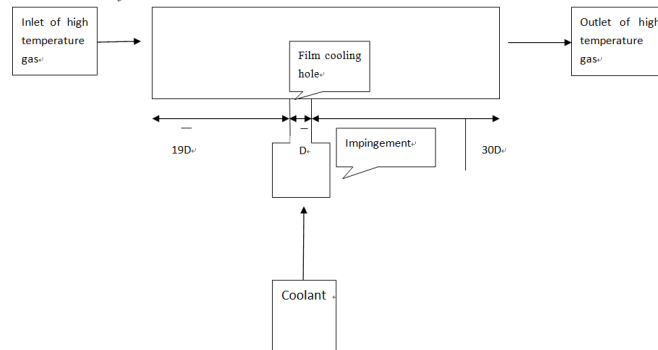 Inlet of high
temperature
gas
Film cooling
hole
Outlet of high
temperature
gas
19D
D
Impingement
30D
Coolant